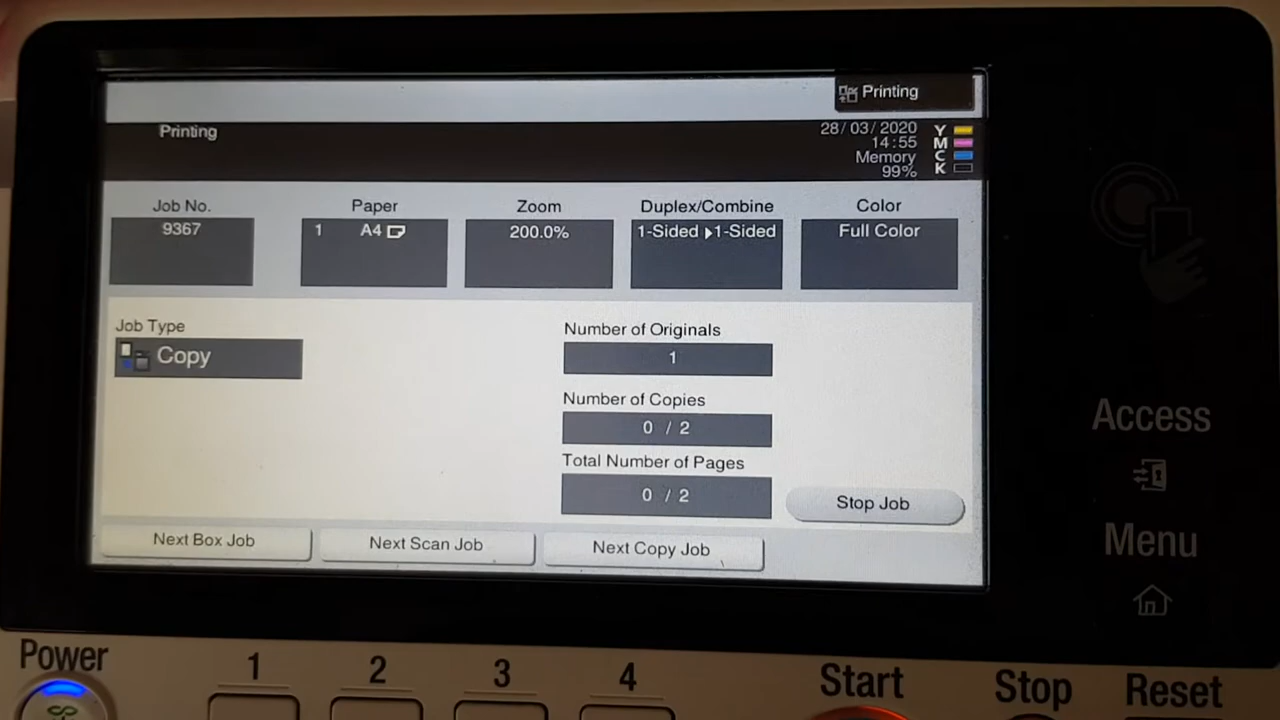 Printing
Printing
28/03/2020
14:55
Memory
99%
Y
M
C
K
Job No.
9367
Paper
1 A4
Zoom
200.0%
Duplex/Combine
1-Sided ▶1-Sided
Color
Full Color
Job Type
Copy
Number of Originals
1
Number of Copies
0 / 2
Total Number of Pages
0 / 2
Stop Job
Next Box Job
Next Scan Job
Next Copy Job
Access
Menu
Power
1
2
3
4
Start
Stop
Reset